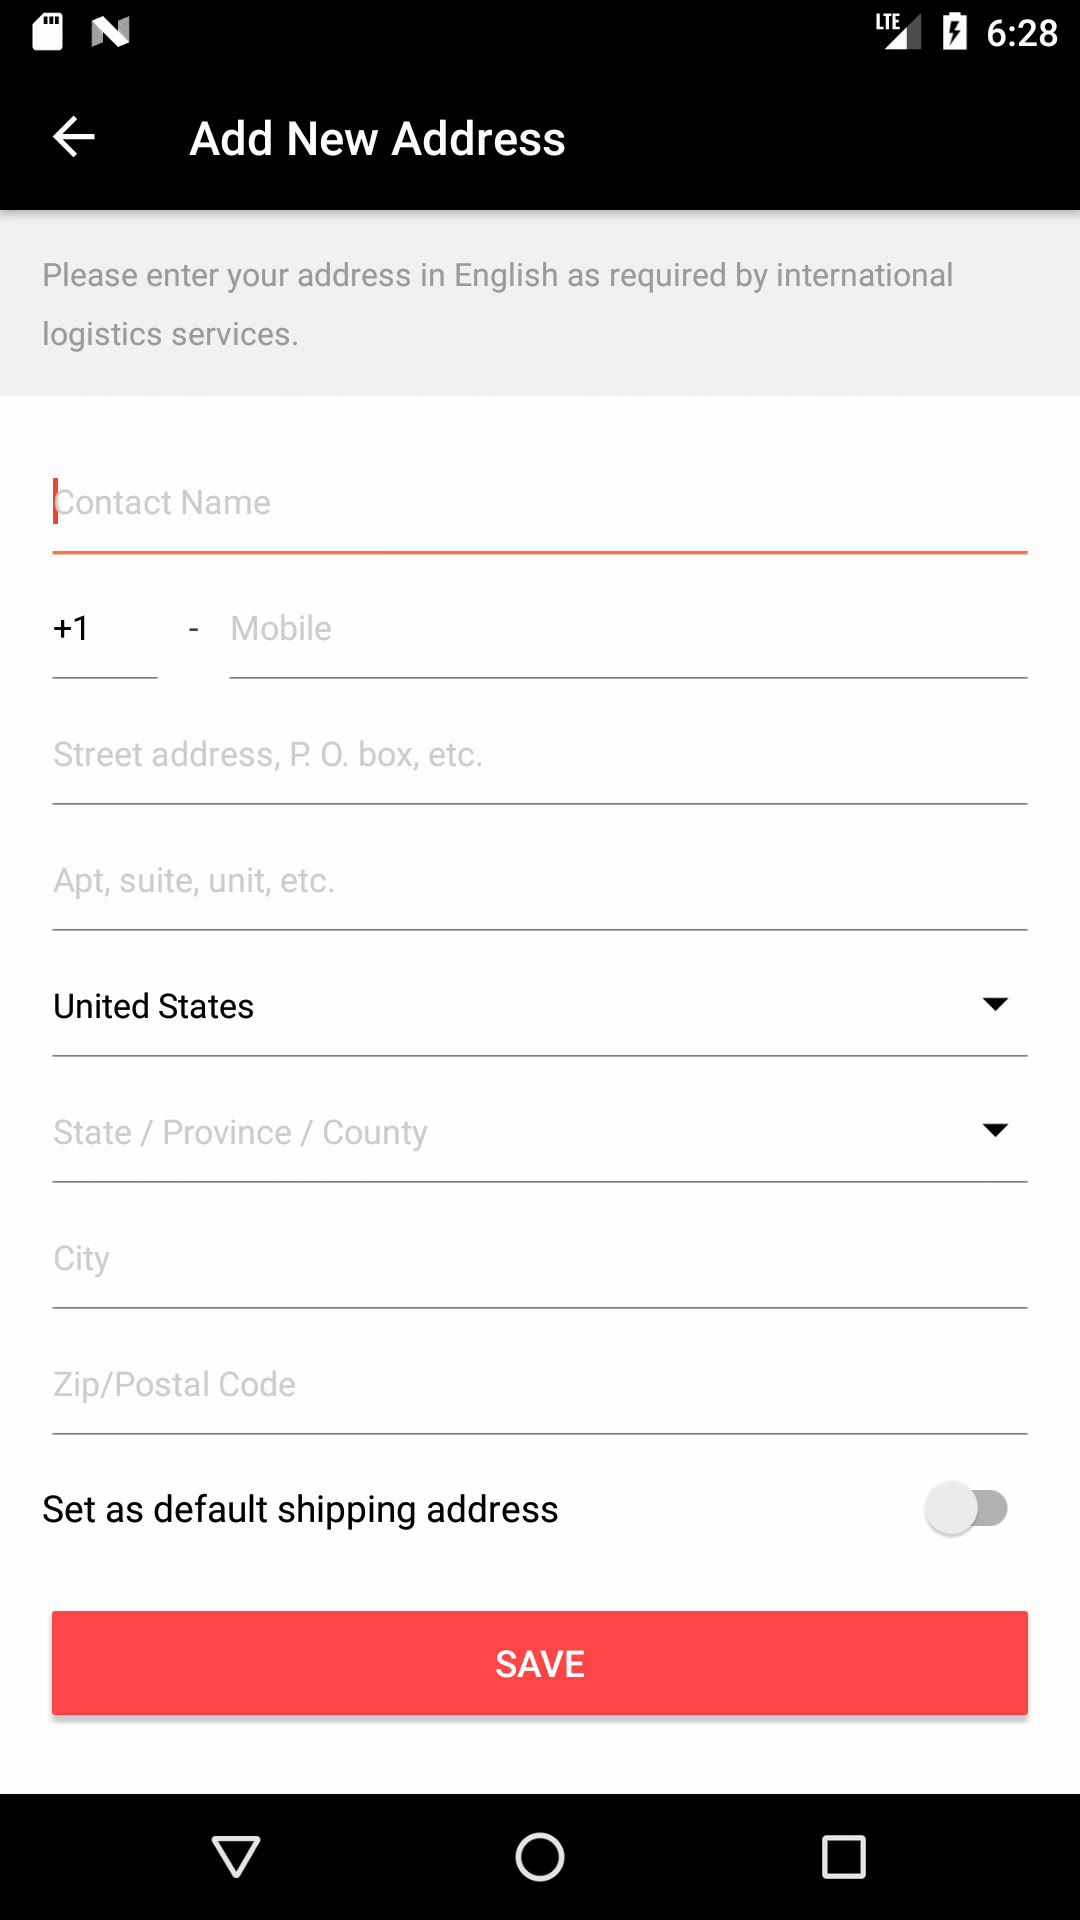 LTE 6:28
Add New Address
Please enter your address in English as required by international
logistics services.
Contact Name
+1 - Mobile
Street address, P. O. box, etc.
Apt, suite, unit, etc.
United States
State / Province / County
City
Zip/Postal Code
Set as default shipping address
SAVE